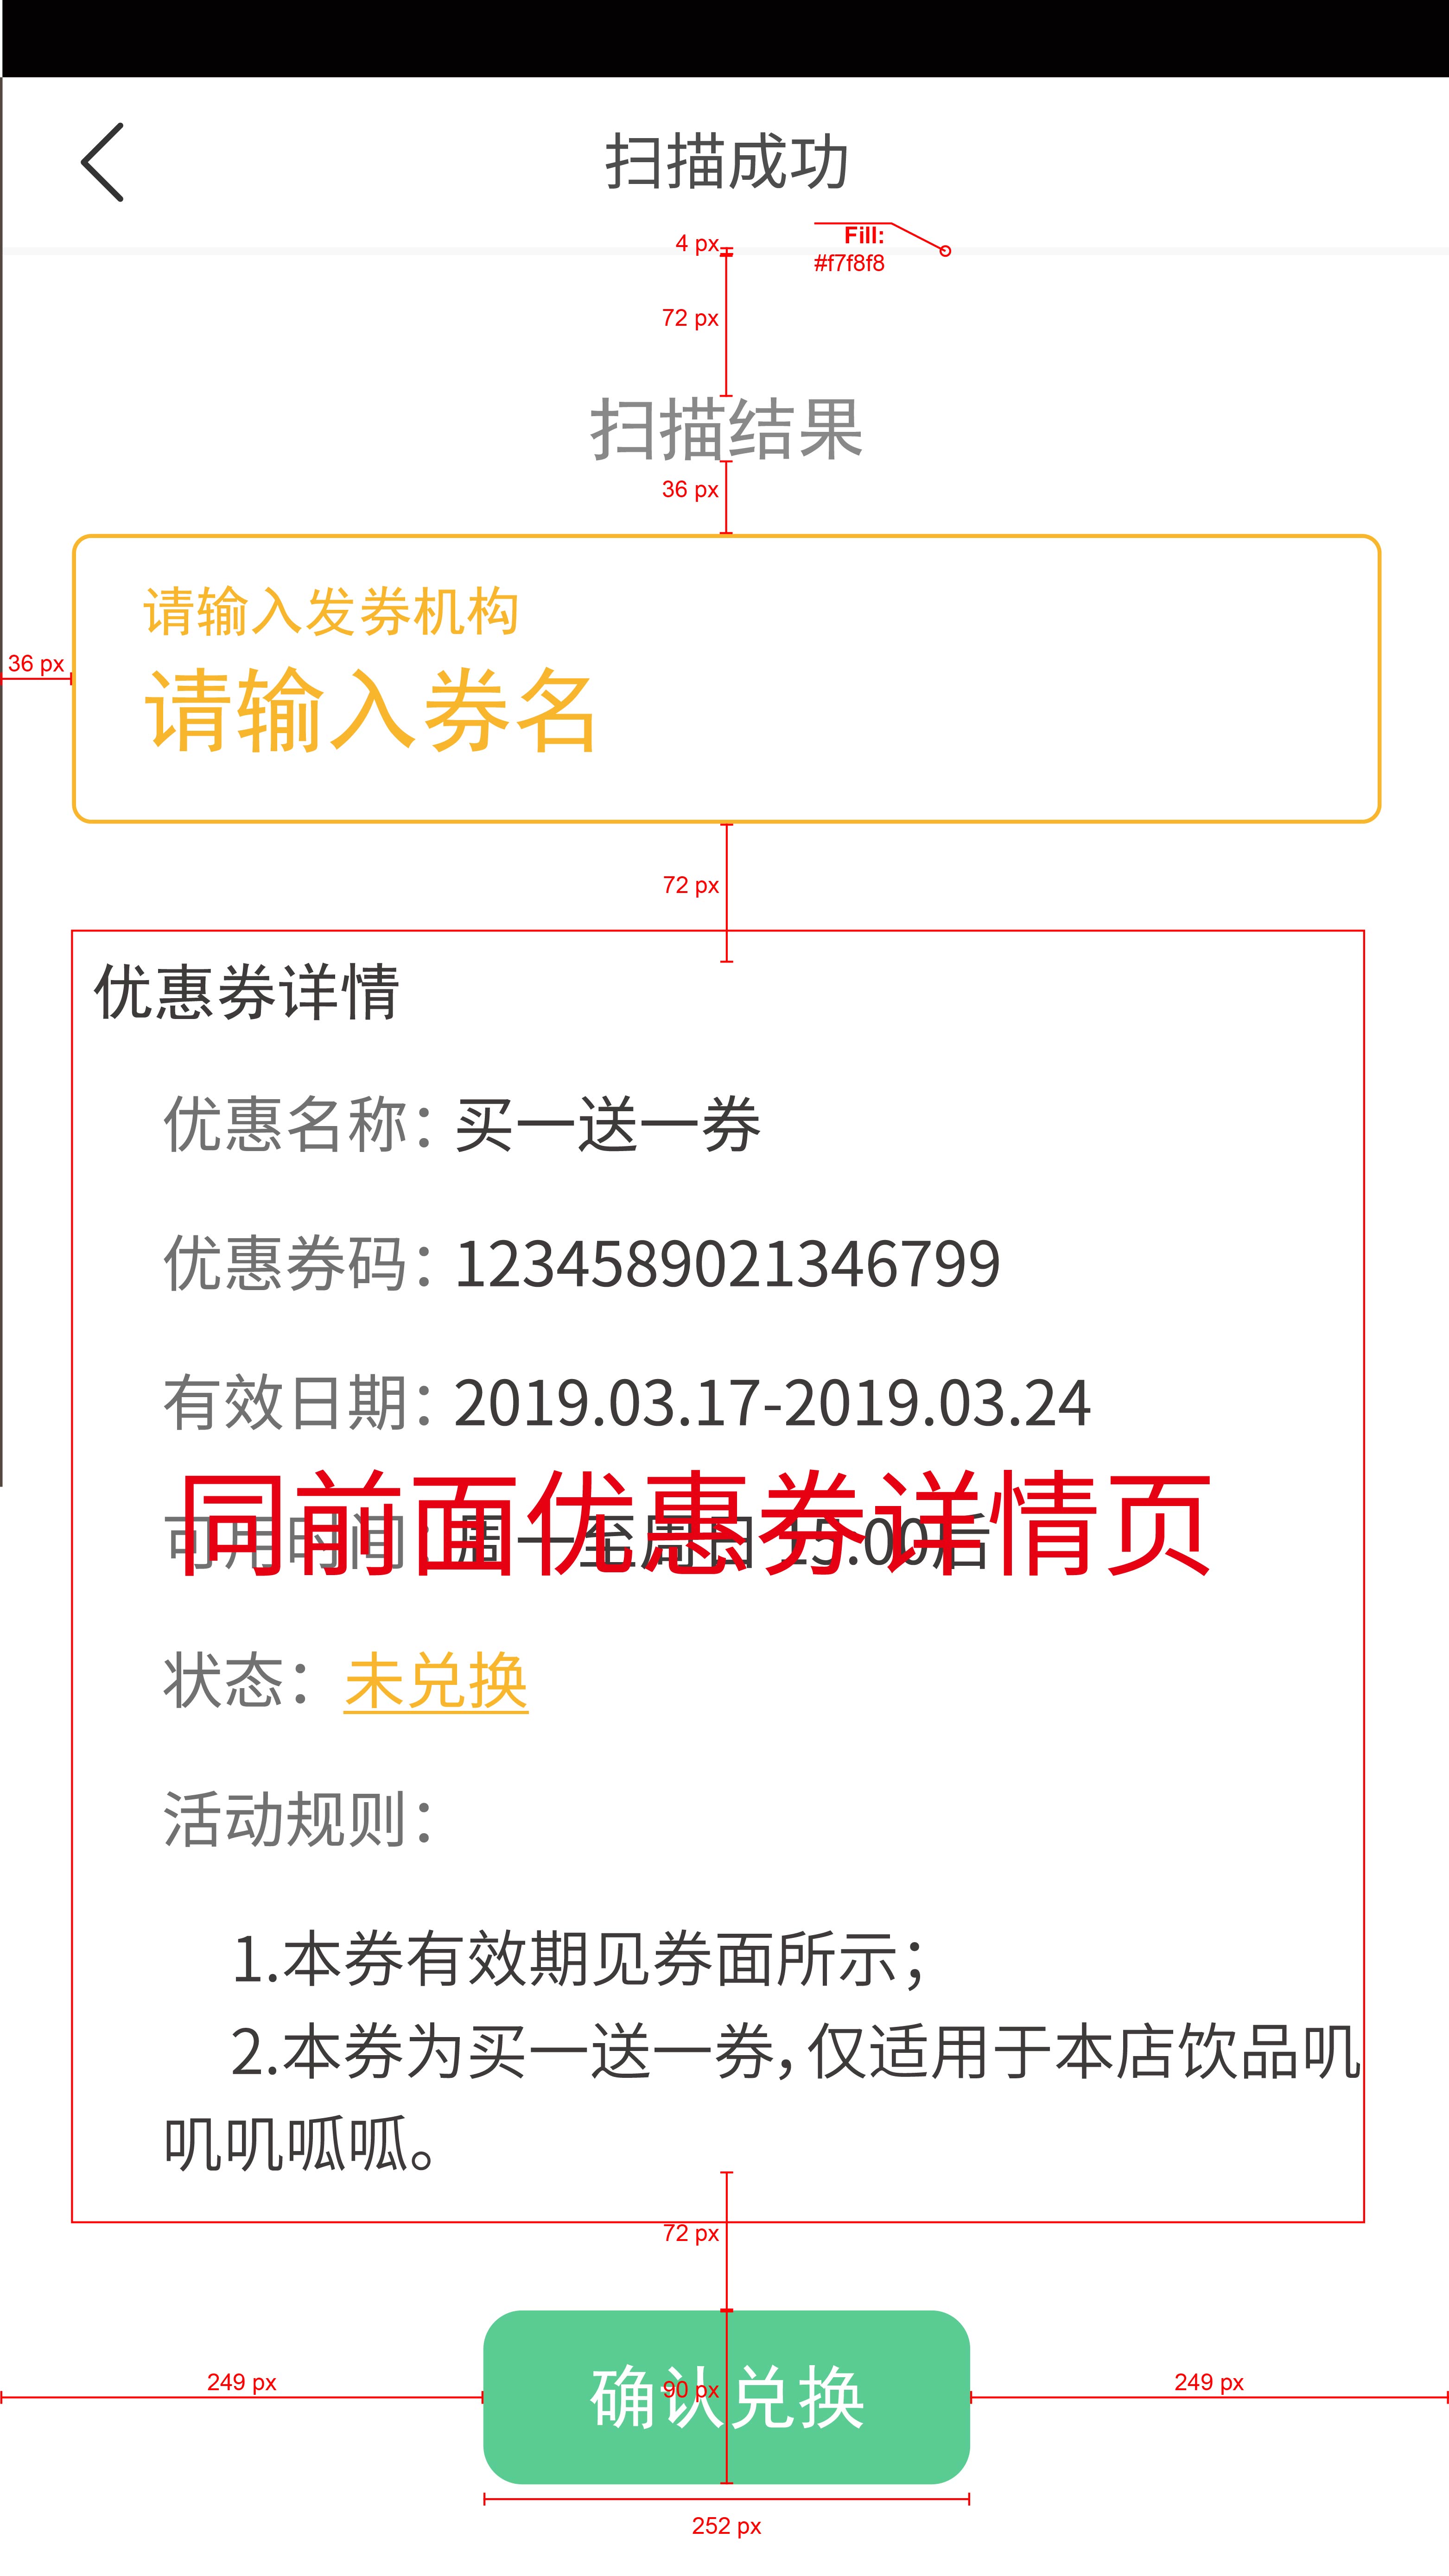 扫描成功
4 px
Fill:
#f7f8f8
72 px
扫描结果
36 px
请输入发券机构
36 px
请输入券名
72 px
优惠券详情
优惠名称：买一送一券
优惠券码：1234589021346799
有效日期：2019.03.17-2019.03.24
同前面优惠券详情页
可用时间：周一至周日 15:00后
状态：未兑换
活动规则：
1.本券有效期见券面所示；
2.本券为买一送一券，仅适用于本店饮品叽
叽叽呱呱。
72 px
249 px
确认兑换
90 px
249 px
252 px